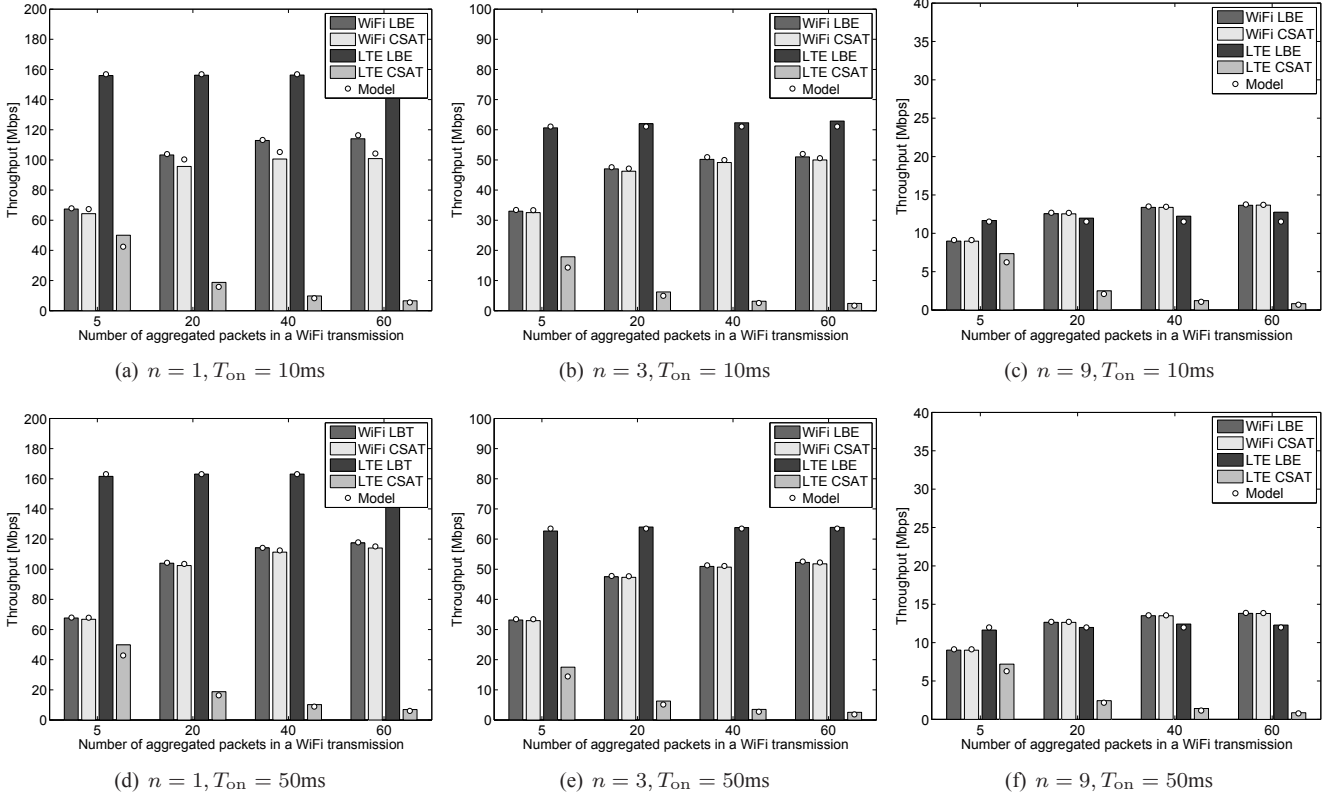 200
180
160
140
120
100
80
60
40
20
0
Throughput [Mbps]
5 20 40 60
Number of aggregated packets in a WiFi transmission
WiFi LBE
WiFi CSAT
LTE LBE
LTE CSAT
Model
(a) n = 1, Ton = 10ms
100
90
80
70
60
50
40
30
20
10
0
Throughput [Mbps]
5 20 40 60
Number of aggregated packets in a WiFi transmission
WiFi LBE
WiFi CSAT
LTE LBE
LTE CSAT
Model
(b) n = 3, Ton = 10ms
40
35
30
25
20
15
10
5
0
Throughput [Mbps]
5 20 40 60
Number of aggregated packets in a WiFi transmission
WiFi LBE
WiFi CSAT
LTE LBE
LTE CSAT
Model
(c) n = 9, Ton = 10ms
200
180
160
140
120
100
80
60
40
20
0
Throughput [Mbps]
5 20 40 60
Number of aggregated packets in a WiFi transmission
WiFi LBT
WiFi CSAT
LTE LBT
LTE CSAT
Model
(d) n = 1, Ton = 50ms
100
90
80
70
60
50
40
30
20
10
0
Throughput [Mbps]
5 20 40 60
Number of aggregated packets in a WiFi transmission
WiFi LBE
WiFi CSAT
LTE LBE
LTE CSAT
Model
(e) n = 3, Ton = 50ms
40
35
30
25
20
15
10
5
0
Throughput [Mbps]
5 20 40 60
Number of aggregated packets in a WiFi transmission
WiFi LBE
WiFi CSAT
LTE LBE
LTE CSAT
Model
(f) n = 9, Ton = 50ms